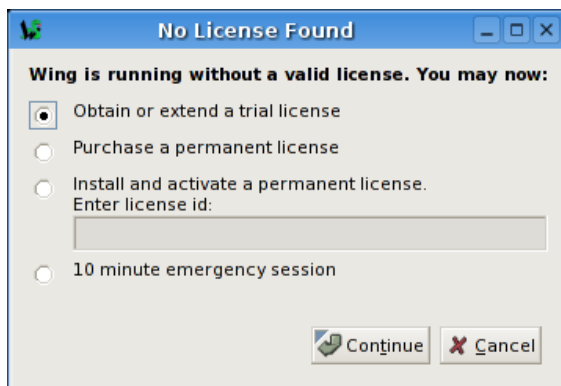 No License Found
Wing is running without a valid license. You may now:
Obtain or extend a trial license
Purchase a permanent license
Install and activate a permanent license.
Enter license id:
10 minute emergency session
Continue
Cancel